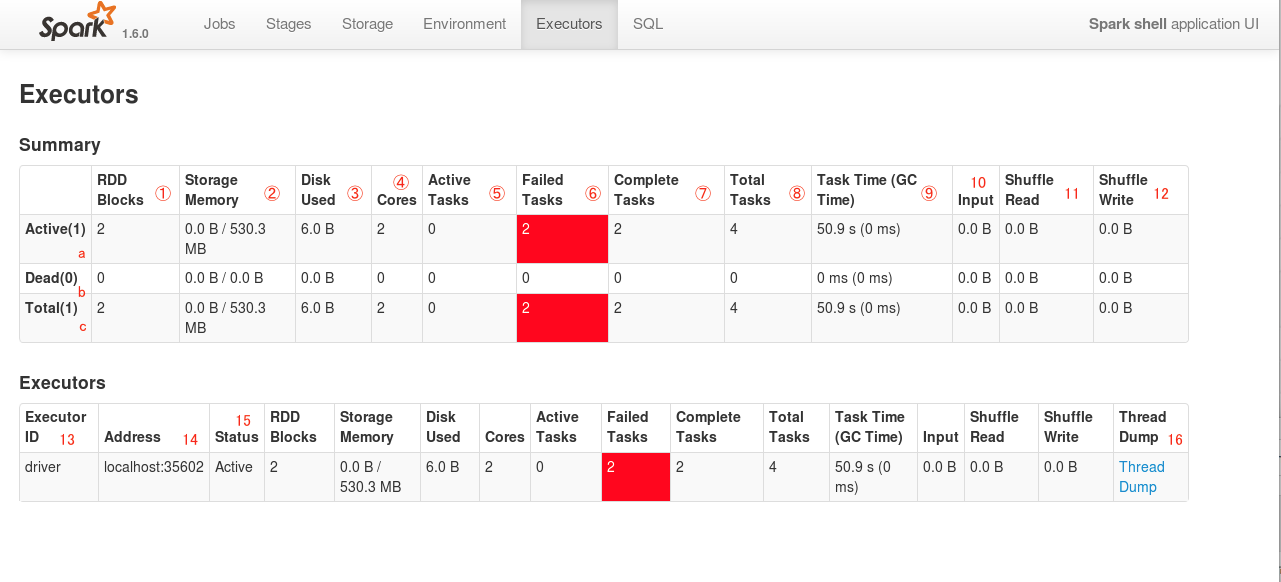 Spark 1.6.0 Jobs Stages Storage Environment Executors SQL Spark shell application UI
Executors
Summary
RDD Blocks ① Storage Memory ② Disk Used ③ ④ Cores Active Tasks ⑤ Failed Tasks ⑥ Complete Tasks ⑦ Total Tasks ⑧ Task Time (GC Time) ⑨ 10 Input Shuffle Read 11 Shuffle Write 12
Active(1) a 2 0.0 B / 530.3 MB 6.0 B 2 0 2 2 4 50.9 s (0 ms) 0.0 B 0.0 B 0.0 B
Dead(0) b 0 0.0 B / 0.0 B 0.0 B 0 0 0 0 0 0 ms (0 ms) 0.0 B 0.0 B 0.0 B
Total(1) c 2 0.0 B / 530.3 MB 6.0 B 2 0 2 2 4 50.9 s (0 ms) 0.0 B 0.0 B 0.0 B
Executors
Executor ID 13 Address 14 15 Status RDD Blocks Storage Memory Disk Used Cores Active Tasks Failed Tasks Complete Tasks Total Tasks Task Time (GC Time) Input Shuffle Read Shuffle Write Thread Dump 16
driver localhost:35602 Active 2 0.0 B / 530.3 MB 6.0 B 2 0 2 2 4 50.9 s (0 ms) 0.0 B 0.0 B 0.0 B Thread Dump